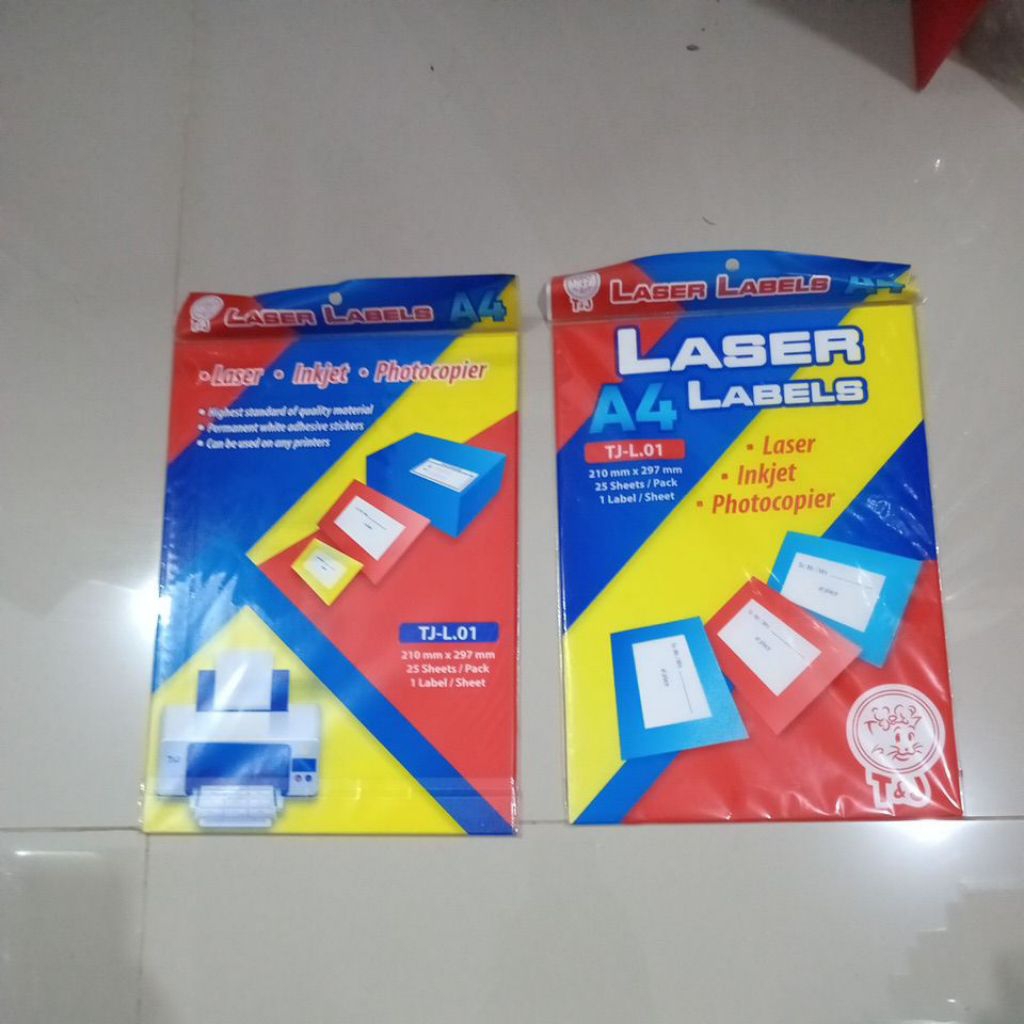 T&J
LASER LABELS A4
• Laser • Inkjet • Photocopier
• Highest standard of quality material
• Permanent white adhesive stickers
• Can be used on any printers
TJ-L.01
210 mm x 297 mm
25 Sheets / Pack
1 Label / Sheet
T&J
LASER LABELS A4
LASER
A4 LABELS
TJ-L.01
210 mm x 297 mm
25 Sheets / Pack
1 Label / Sheet
• Laser
• Inkjet
• Photocopier
T&J